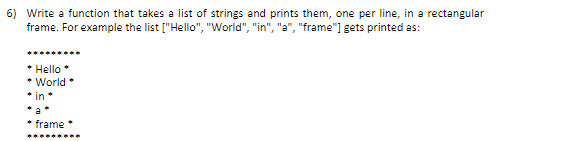 6) Write a function that takes a list of strings and prints them, one per line, in a rectangular
frame. For example the list ["Hello", "World", "in", "a", "frame"] gets printed as:
*********
* Hello *
* World *
* in *
* a *
* frame *
*********